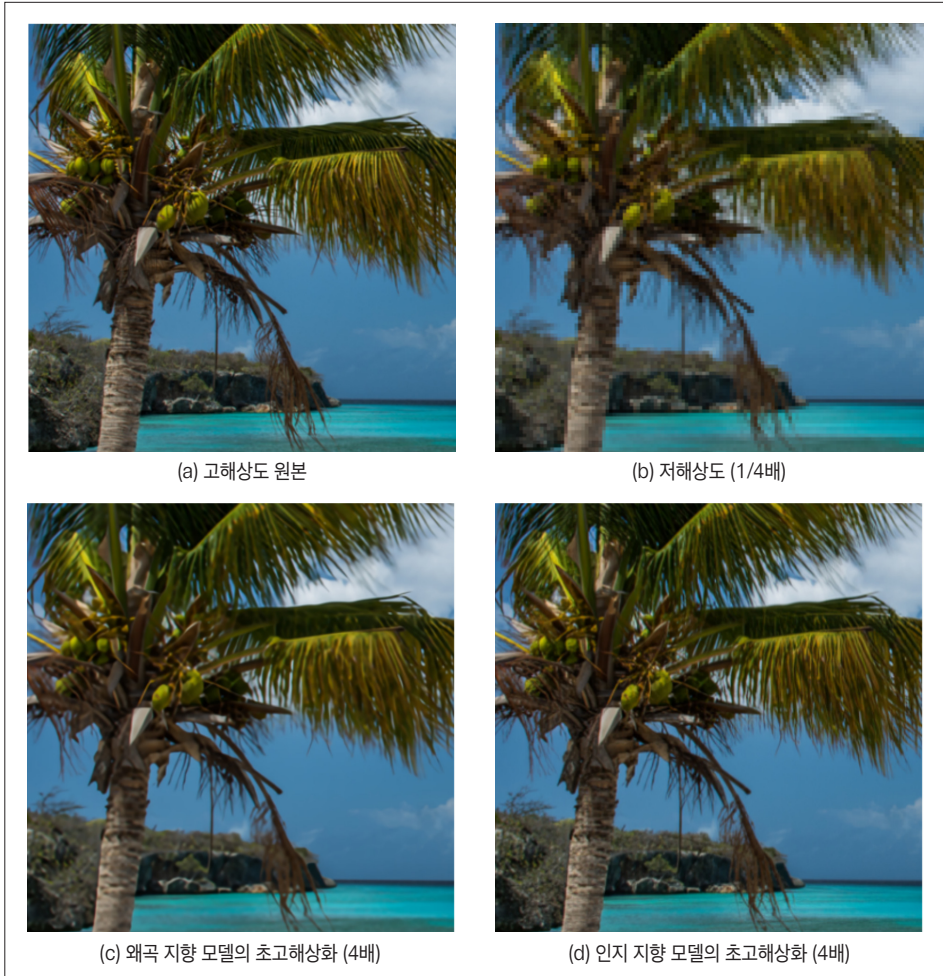 (a) 고해상도 원본
(b) 저해상도 (1/4배)
(c) 왜곡 지향 모델의 초고해상화 (4배)
(d) 인지 지향 모델의 초고해상화 (4배)